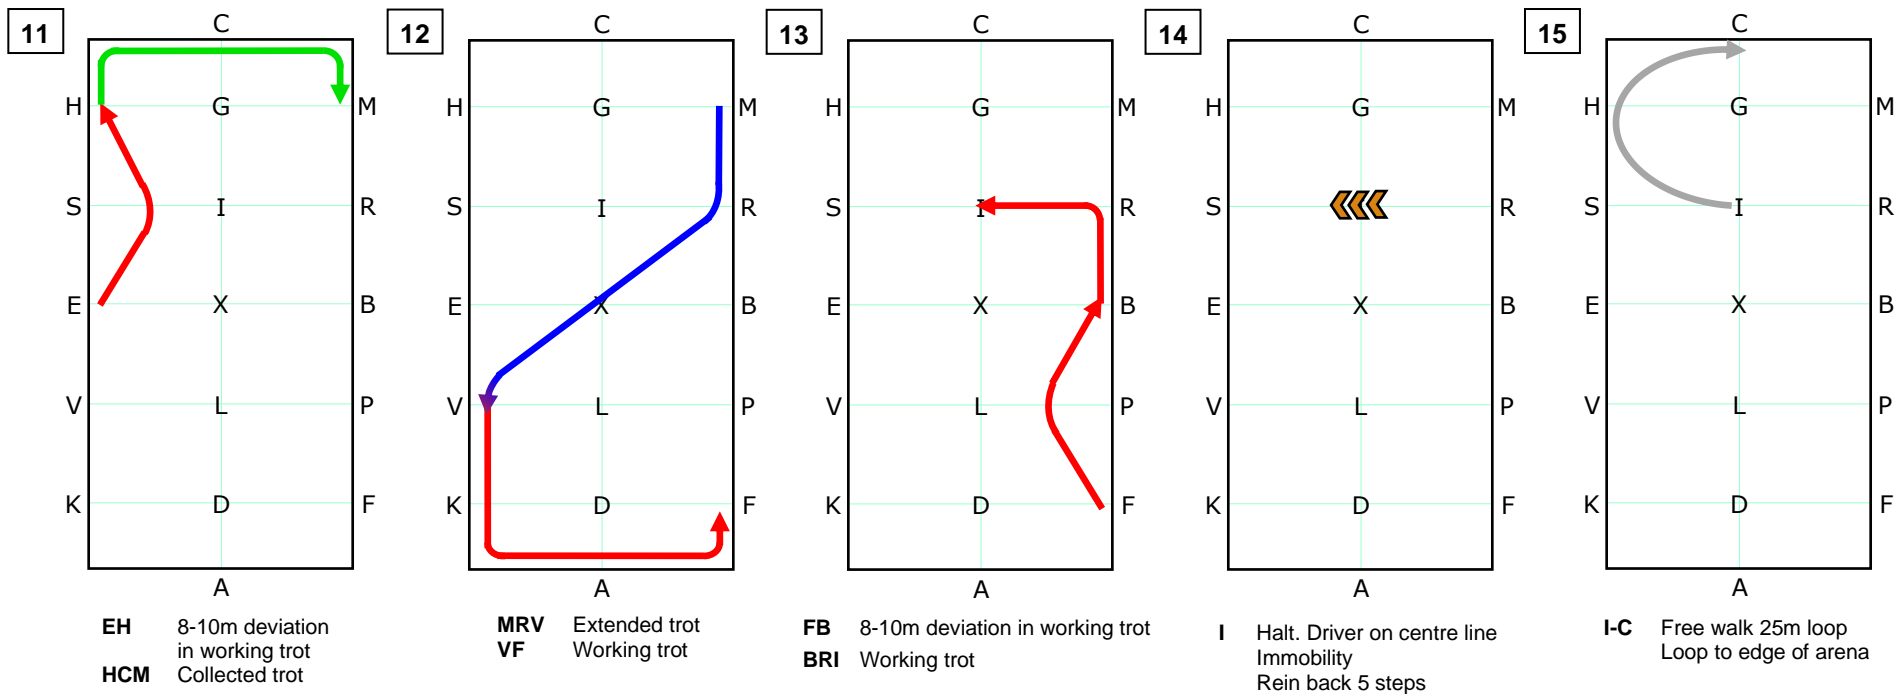 11
C
H G M
S I R
E X B
V L P
K D F
A
EH 8-10m deviation
in working trot
HCM Collected trot
12
C
H G M
S I R
E X B
V L P
K D F
A
MRV Extended trot
VF Working trot
13
C
H G M
S I R
E X B
V L P
K D F
A
FB 8-10m deviation in working trot
BRI Working trot
14
C
H G M
S R
E X B
V L P
K D F
A
I Halt. Driver on centre line
Immobility
Rein back 5 steps
15
C
H G M
S I R
E X B
V L P
K D F
A
I-C Free walk 25m loop
Loop to edge of arena